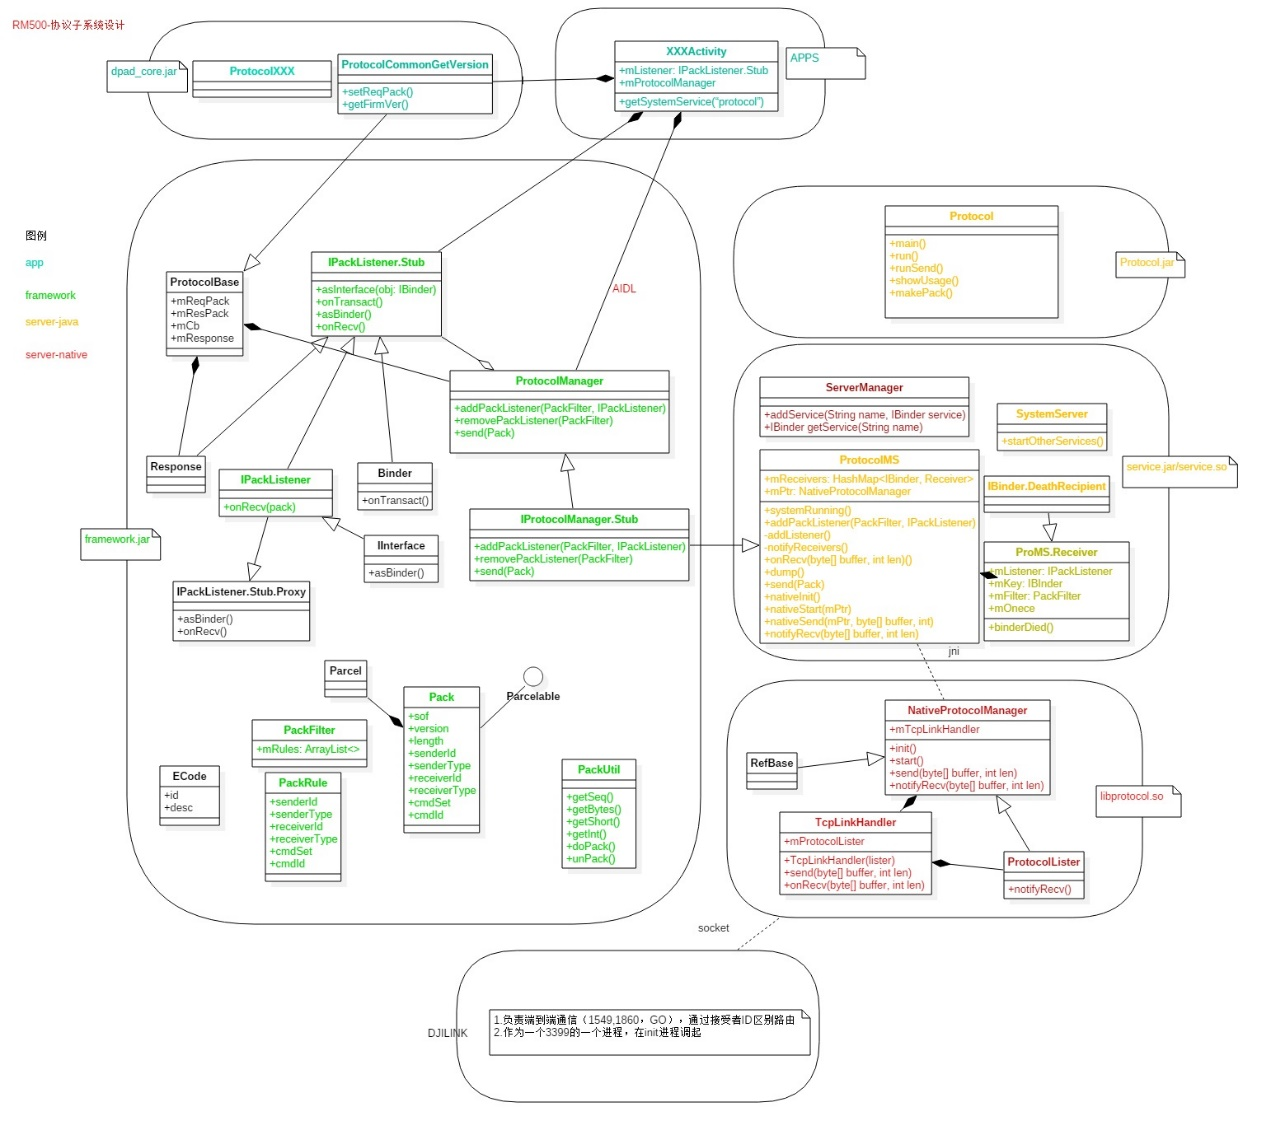 RM500-协议子系统设计
dpad_core.jar
ProtocolXXX
ProtocolCommonGetVersion
+setReqPack()
+getFirmVer()
XXXActivity
+mListener: IPackListener.Stub
+mProtocolManager
+getSystemService("protocol")
APPS
图例
app
framework
server-java
server-native
ProtocolBase
+mReqPack
+mResPack
+mCb
+mResponse
IPackListener.Stub
+asInterface(obj: IBinder)
+onTransact()
+asBinder()
+onRecv()
AIDL
ProtocolManager
+addPackListener(PackFilter, IPackListener)
+removePackListener(PackFilter)
+send(Pack)
Response
IPackListener
+onRecv(pack)
Binder
+onTransact()
IInterface
+asBinder()
IProtocolManager.Stub
+addPackListener(PackFilter, IPackListener)
+removePackListener(PackFilter)
+send(Pack)
framework.jar
IPackListener.Stub.Proxy
+asBinder()
+onRecv()
Parcel
Pack
+sof
+version
+length
+senderId
+senderType
+receiverId
+receiverType
+cmdSet
+cmdId
Parcelable
PackFilter
+mRules: ArrayList<>
ECode
+id
+desc
PackRule
+senderId
+senderType
+receiverId
+receiverType
+cmdSet
+cmdId
PackUtil
+getSeq()
+getBytes()
+getShort()
+getInt()
+doPack()
+unPack()
Protocol
+main()
+run()
+runSend()
+showUsage()
+makePack()
Protocol.jar
ServerManager
+addService(String name, IBinder service)
+IBinder getService(String name)
SystemServer
+startOtherServices()
service.jar/service.so
ProtocolMS
+mReceivers: HashMap<IBinder, Receiver>
+mPtr: NativeProtocolManager
+systemRunning()
+addPackListener(PackFilter, IPackListener)
-addListener()
-notifyReceivers()
+onRecv(byte[] buffer, int len)()
+dump()
+send(Pack)
+nativeInit()
+nativeStart(mPtr)
+nativeSend(mPtr, byte[] buffer, int)
+notifyRecv(byte[] buffer, int len)
IBinder.DeathRecipient
ProMS.Receiver
+mListener: IPackListener
+mKey: IBInder
+mFilter: PackFilter
+mOnece
+binderDied()
jni
NativeProtocolManager
+mTcpLinkHandler
+init()
+start()
+send(byte[] buffer, int len)
+notifyRecv(byte[] buffer, int len)
RefBase
libprotocol.so
TcpLinkHandler
+mProtocolLister
+TcpLinkHandler(lister)
+send(byte[] buffer, int len)
+onRecv(byte[] buffer, int len)
ProtocolLister
+notifyRecv()
socket
DJILINK
1.负责端到端通信（1549,1860，GO），通过接受者ID区别路由
2.作为一个3399的一个进程，在init进程调起